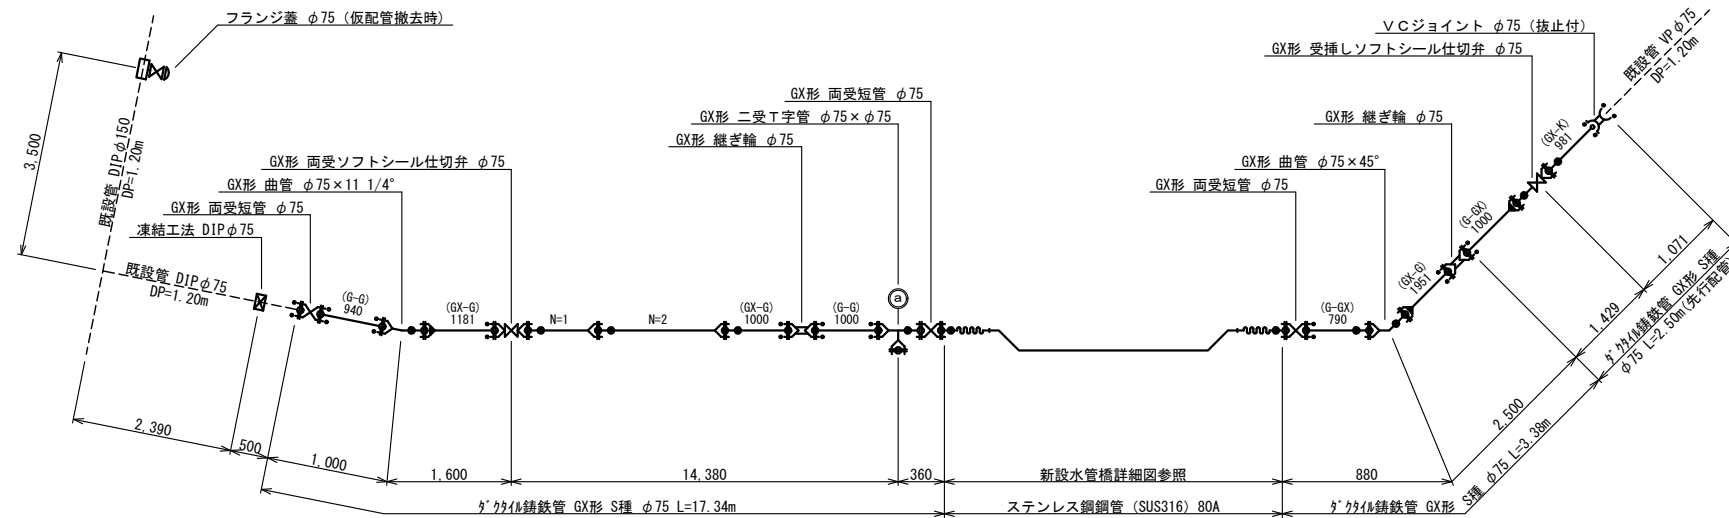 フランジ蓋 φ75（仮配管撤去時）
ＶＣジョイント φ75（抜止付）
GX形 受挿しソフトシール仕切弁 φ75
既設管 VPφ75
DP=1.20m
GX形 両受短管 φ75
GX形 二受Ｔ字管 φ75×φ75
GX形 継ぎ輪 φ75
GX形 継ぎ輪 φ75
3,500
既設管 DIPφ150
DP=1.20m
GX形 両受ソフトシール仕切弁 φ75
GX形 曲管 φ75×11 1/4°
GX形 両受短管 φ75
凍結工法 DIPφ75
GX形 曲管 φ75×45°
GX形 両受短管 φ75
(GX-K)
981
(G-GX)
1000
(GX-G)
1951
既設管 DIPφ75
DP=1.20m
(G-G)
940
(GX-G)
1181
N=1
N=2
(GX-G)
1000
(G-G)
1000
a
(G-GX)
790
1,071
1,429
ﾀﾞｸﾀｲﾙ鋳鉄管 GX形 S種
φ75 L=2.50m(先行配管)
2,500
2,390
500
1,000
1,600
14,380
360
新設水管橋詳細図参照
880
ﾀﾞｸﾀｲﾙ鋳鉄管 GX形 S種 φ75 L=17.34m
ステンレス鋼鋼管（SUS316）80A
ﾀﾞｸﾀｲﾙ鋳鉄管 GX形 S種 φ75 L=3.38m